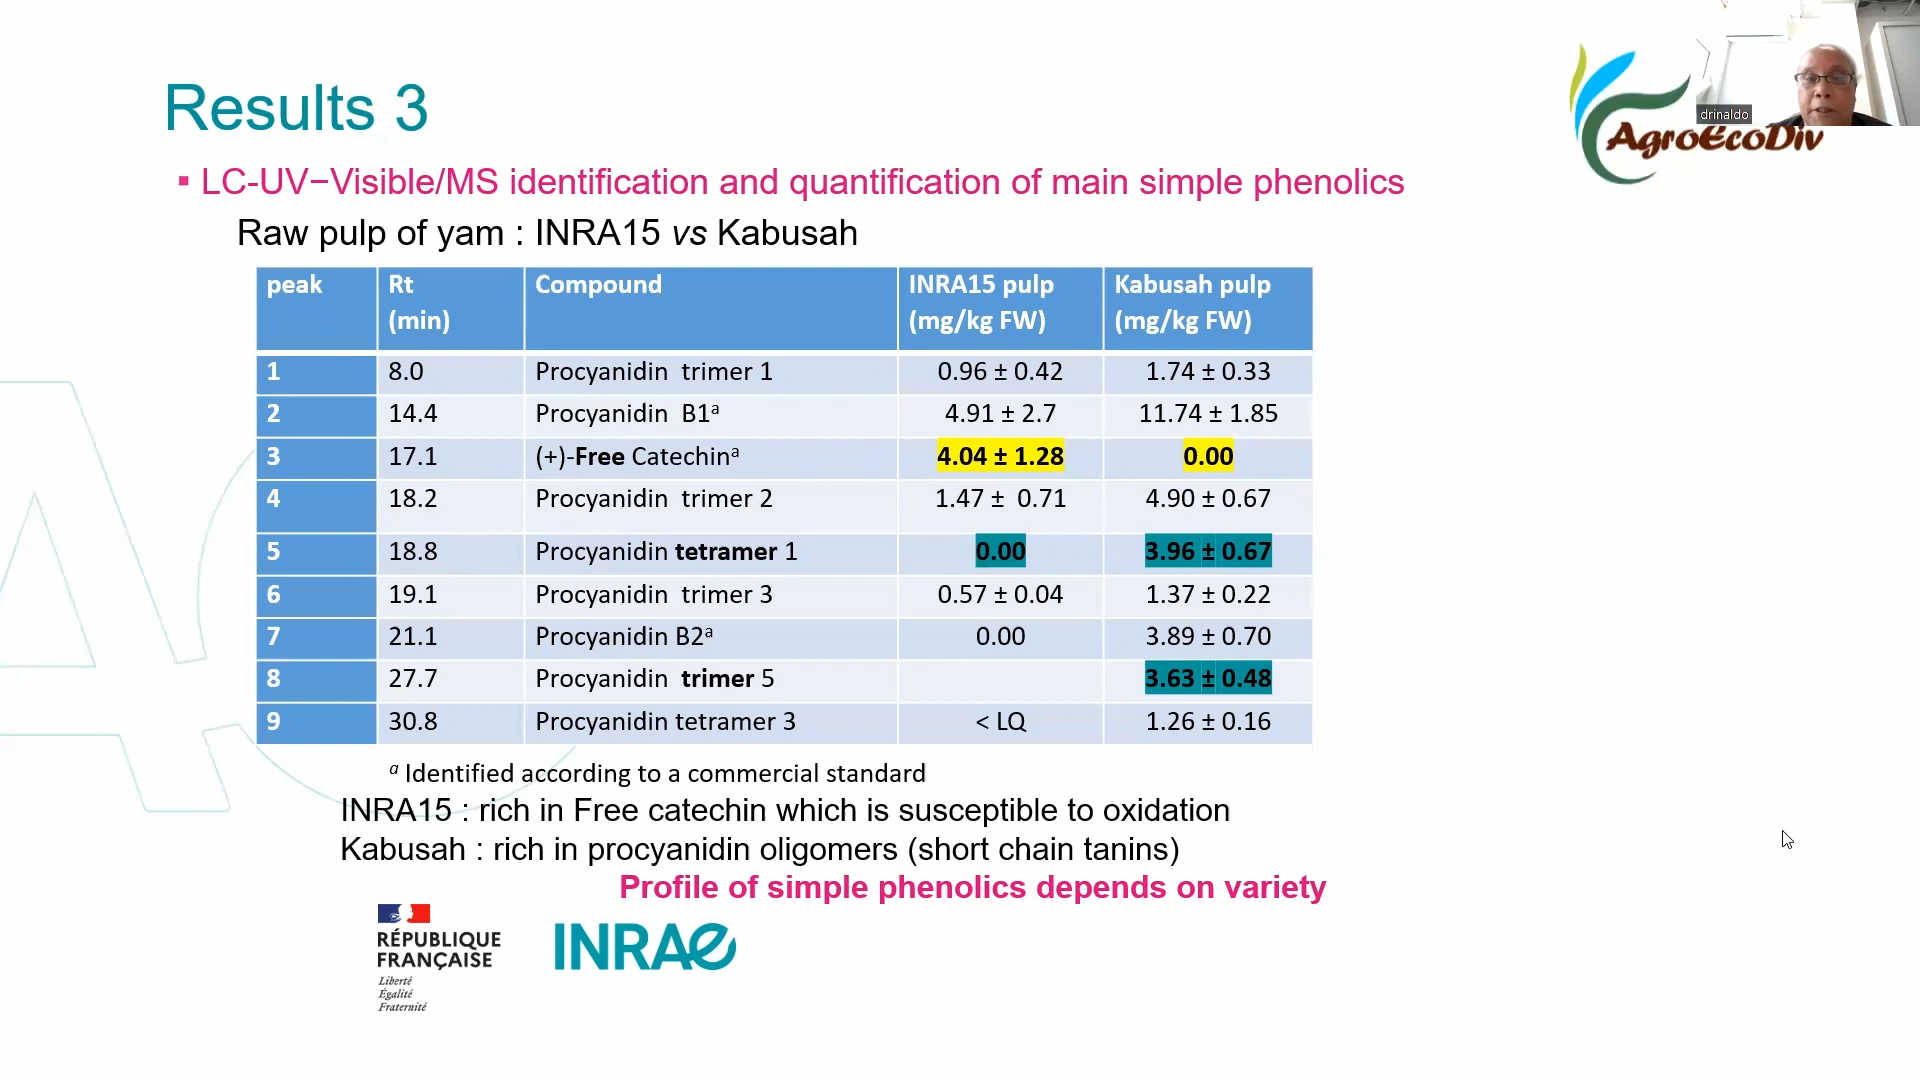 Results 3
drinaldo
AgroEcoDiv
▪ LC-UV−Visible/MS identification and quantification of main simple phenolics
Raw pulp of yam : INRA15 vs Kabusah
peak Rt (min) Compound INRA15 pulp (mg/kg FW) Kabusah pulp (mg/kg FW)
1 8.0 Procyanidin trimer 1 0.96 ± 0.42 1.74 ± 0.33
2 14.4 Procyanidin B1ᵃ 4.91 ± 2.7 11.74 ± 1.85
3 17.1 (+)-Free Catechinᵃ 4.04 ± 1.28 0.00
4 18.2 Procyanidin trimer 2 1.47 ± 0.71 4.90 ± 0.67
5 18.8 Procyanidin tetramer 1 0.00 3.96 ± 0.67
6 19.1 Procyanidin trimer 3 0.57 ± 0.04 1.37 ± 0.22
7 21.1 Procyanidin B2ᵃ 0.00 3.89 ± 0.70
8 27.7 Procyanidin trimer 5 3.63 ± 0.48
9 30.8 Procyanidin tetramer 3 < LQ 1.26 ± 0.16
ᵃ Identified according to a commercial standard
INRA15 : rich in Free catechin which is susceptible to oxidation
Kabusah : rich in procyanidin oligomers (short chain tanins)
Profile of simple phenolics depends on variety
RÉPUBLIQUE
FRANÇAISE
Liberté
Égalité
Fraternité
INRAE